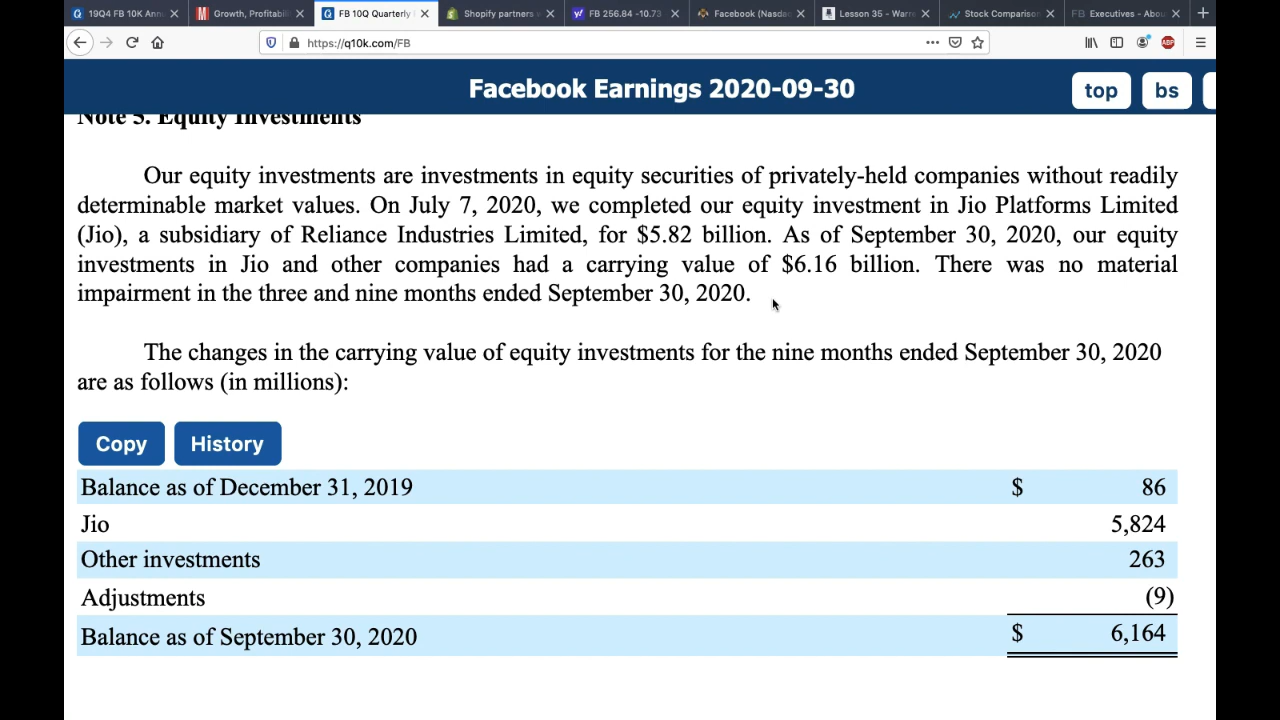 19Q4 FB 10K Ann
Growth, Profitabili
FB 10Q Quarterly
Shopify partners
FB 256.84 -10.73
Facebook (Nasda
Lesson 35 - Warre
Stock Comparison
FB Executives - Abou
https://q10k.com/FB
ABP
Facebook Earnings 2020-09-30
top
bs
Note 5. Equity Investments
Our equity investments are investments in equity securities of privately-held companies without readily
determinable market values. On July 7, 2020, we completed our equity investment in Jio Platforms Limited
(Jio), a subsidiary of Reliance Industries Limited, for $5.82 billion. As of September 30, 2020, our equity
investments in Jio and other companies had a carrying value of $6.16 billion. There was no material
impairment in the three and nine months ended September 30, 2020.
The changes in the carrying value of equity investments for the nine months ended September 30, 2020
are as follows (in millions):
Copy
History
Balance as of December 31, 2019 $ 86
Jio 5,824
Other investments 263
Adjustments (9)
Balance as of September 30, 2020 $ 6,164